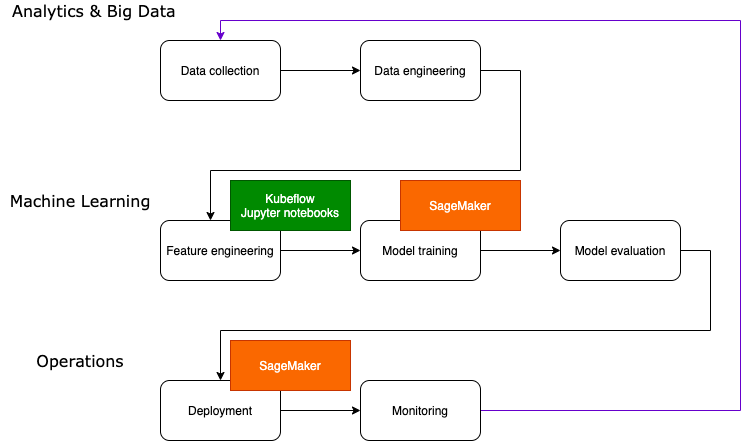 Analytics & Big Data
Data collection
Data engineering
Machine Learning
Kubeflow
Jupyter notebooks
SageMaker
Feature engineering
Model training
Model evaluation
Operations
SageMaker
Deployment
Monitoring